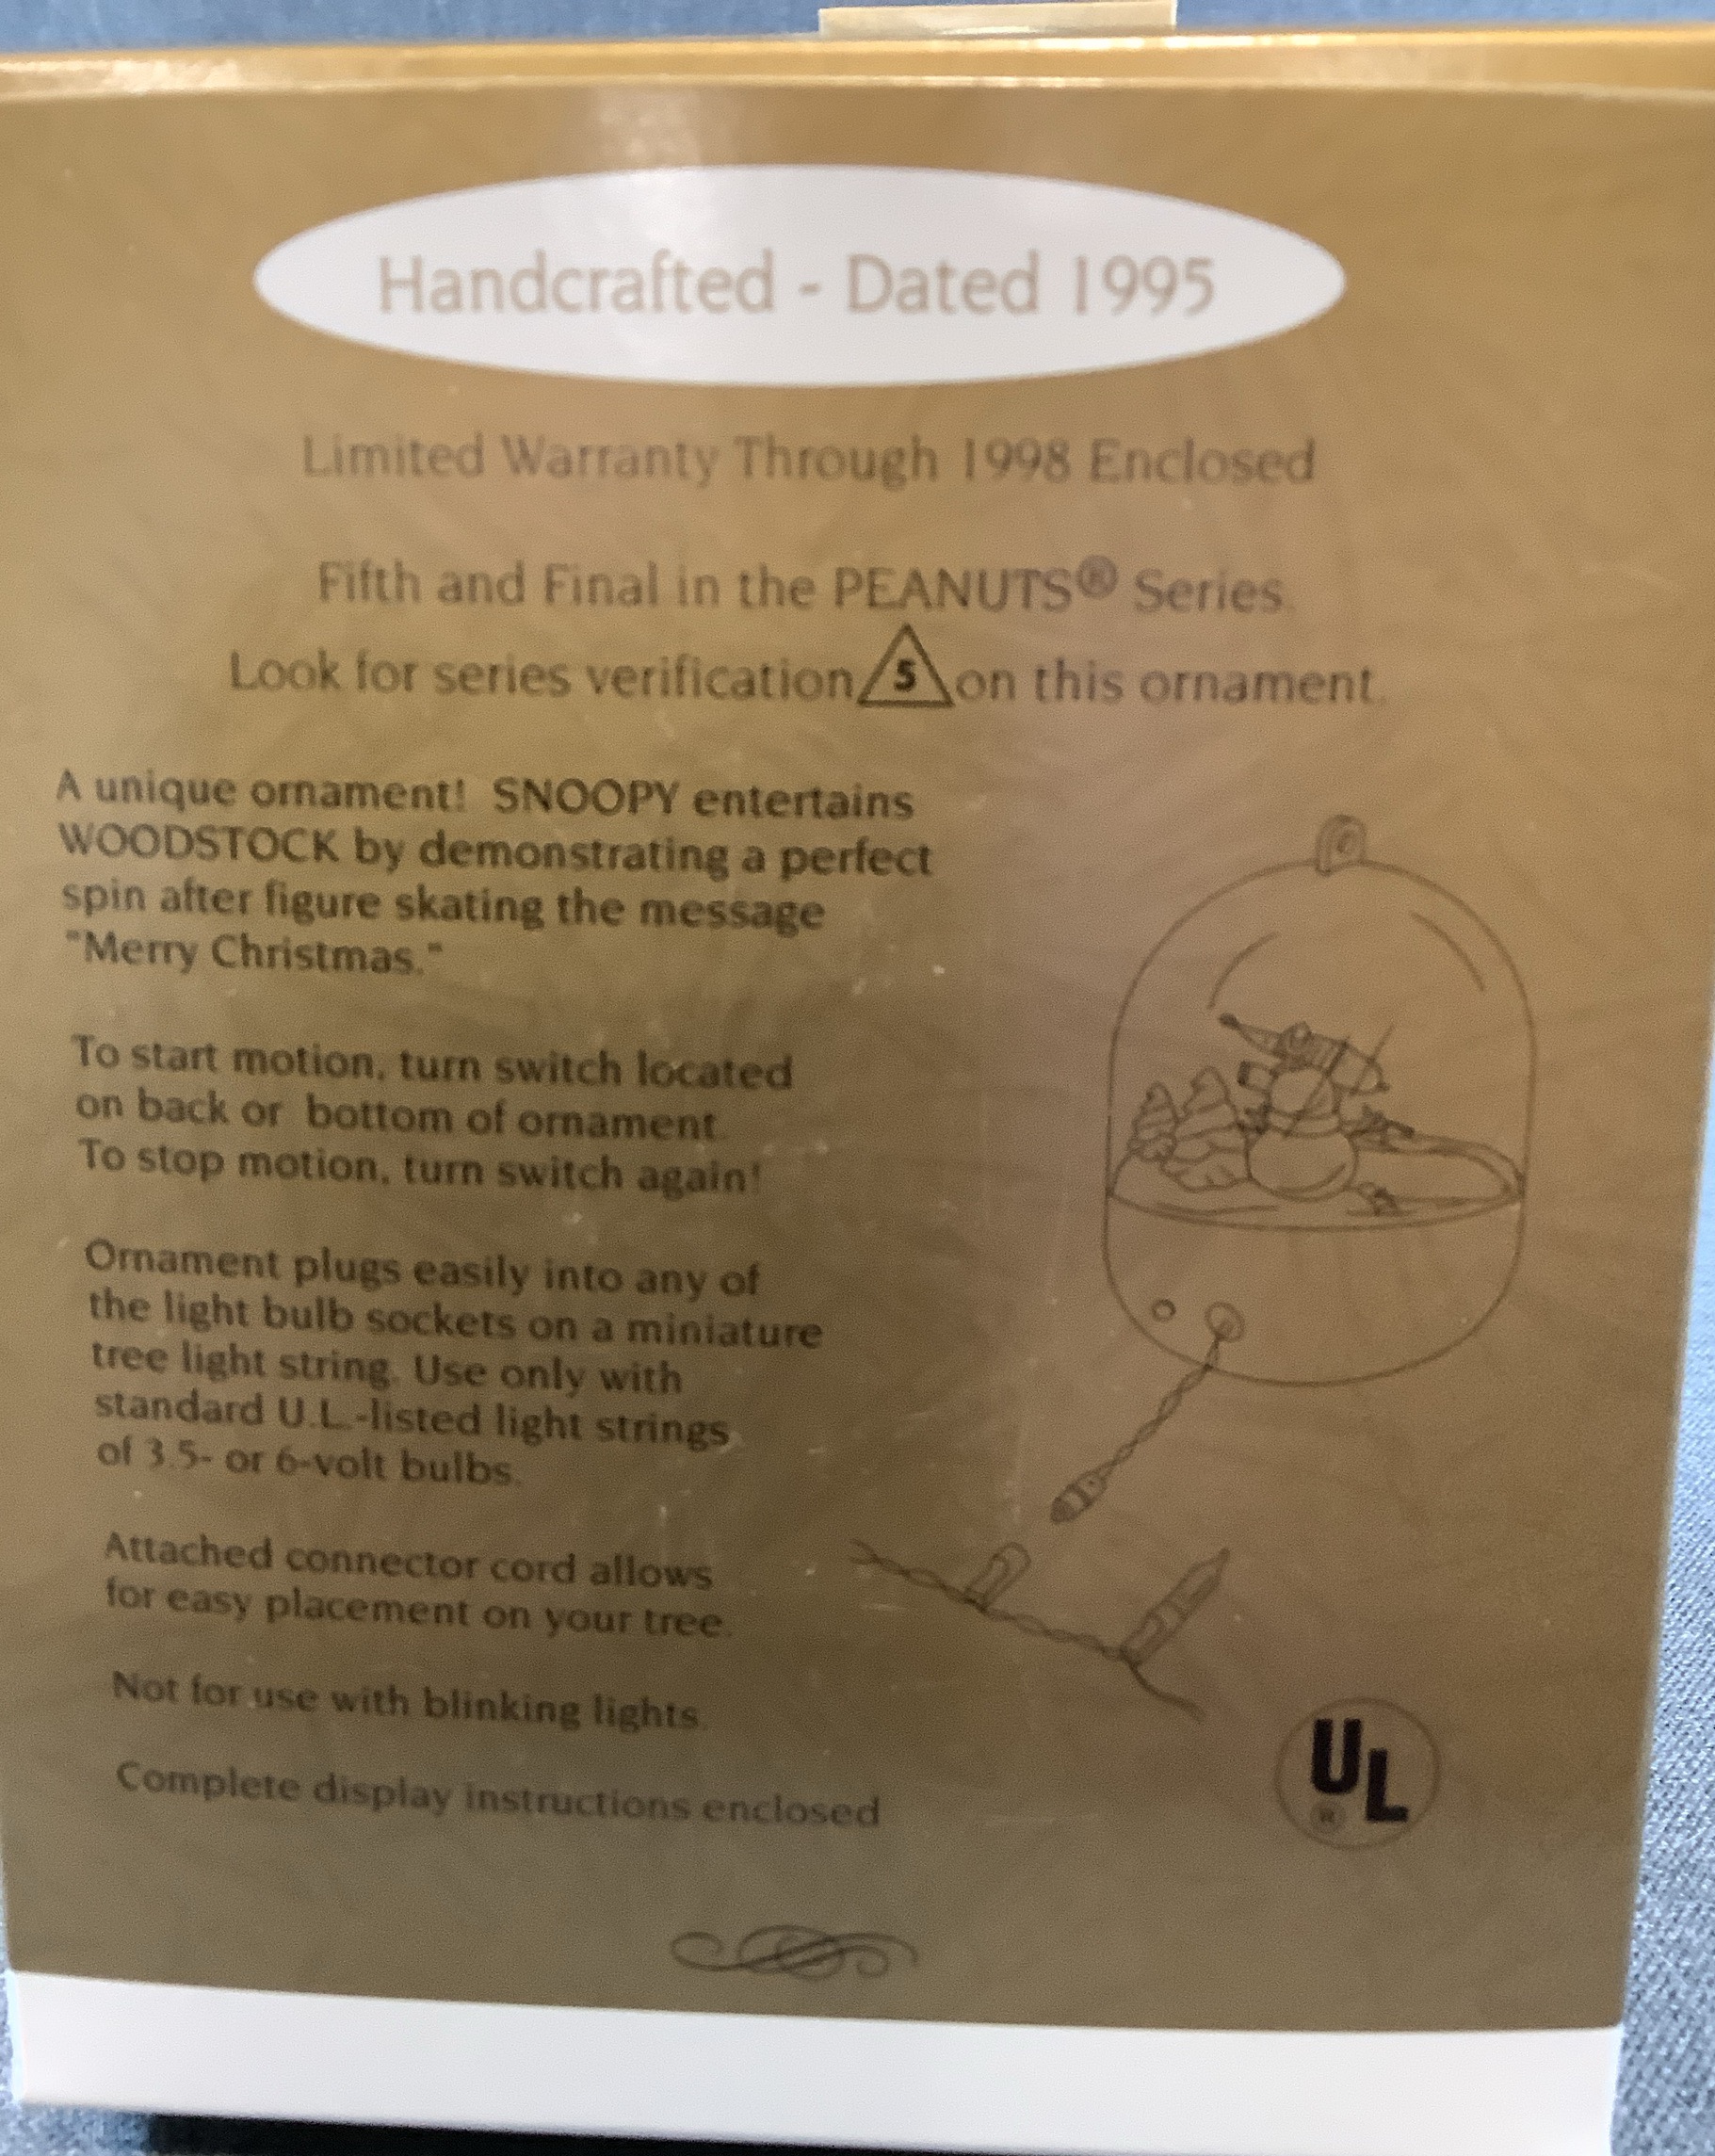 Handcrafted - Dated 1995
Limited Warranty Through 1998 Enclosed
Fifth and Final in the PEANUTS® Series.
Look for series verification 5 on this ornament.
A unique ornament! SNOOPY entertains
WOODSTOCK by demonstrating a perfect
spin after figure skating the message
"Merry Christmas."
To start motion, turn switch located
on back or bottom of ornament.
To stop motion, turn switch again!
Ornament plugs easily into any of
the light bulb sockets on a miniature
tree light string. Use only with
standard U.L.-listed light strings
of 3.5- or 6-volt bulbs.
Attached connector cord allows
for easy placement on your tree.
Not for use with blinking lights.
Complete display instructions enclosed
UL ®